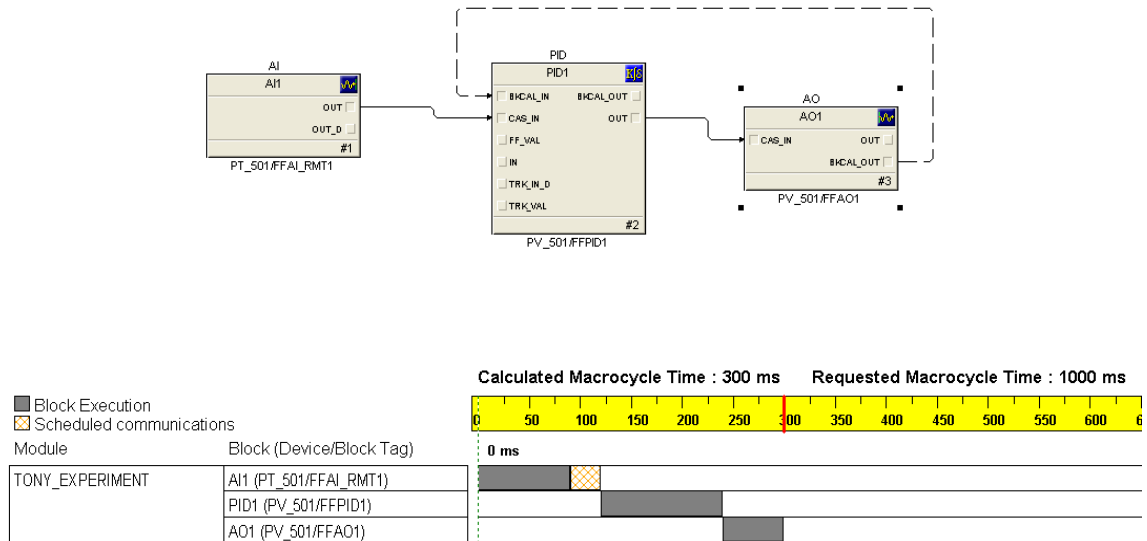 AI
AI1
OUT
OUT_D
#1
PT_501/FFAI_RMT1
PID
PID1
BKCAL_IN BKCAL_OUT
CAS_IN OUT
FF_VAL
IN
TRK_IN_D
TRK_VAL
#2
PV_501/FFPID1
AO
AO1
CAS_IN OUT
BKCAL_OUT
#3
PV_501/FFAO1
Calculated Macrocycle Time : 300 ms Requested Macrocycle Time : 1000 ms
Block Execution
Scheduled communications
0 50 100 150 200 250 300 350 400 450 500 550 600
Module Block (Device/Block Tag) 0 ms
TONY_EXPERIMENT AI1 (PT_501/FFAI_RMT1)
PID1 (PV_501/FFPID1)
AO1 (PV_501/FFAO1)